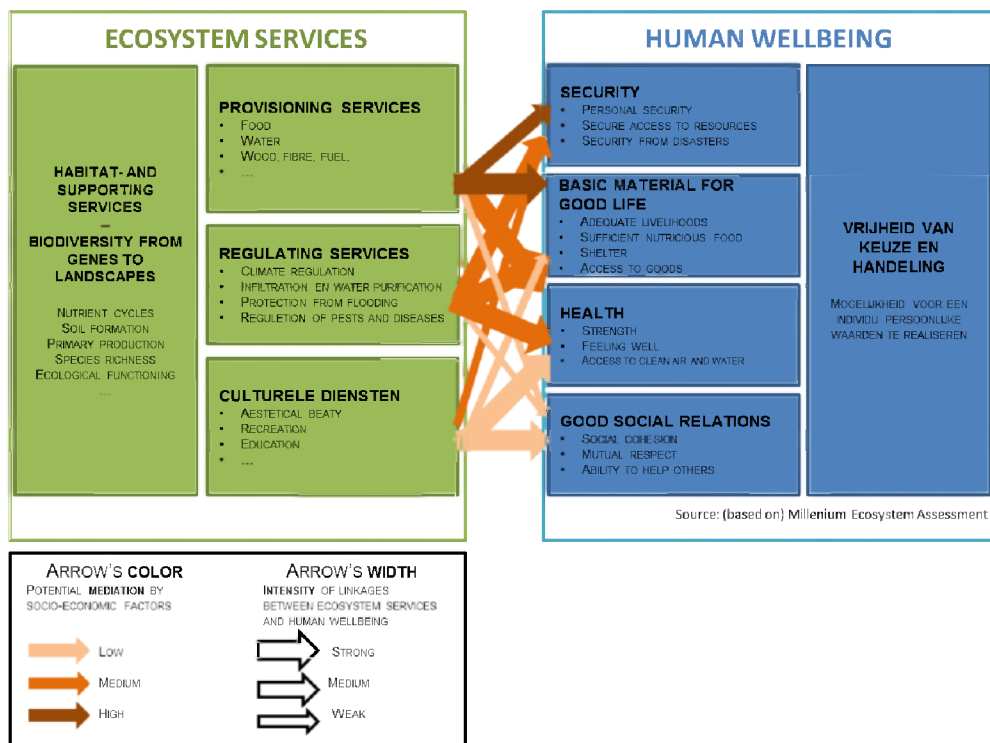 ECOSYSTEM SERVICES
HABITAT- AND
SUPPORTING
SERVICES
–
BIODIVERSITY FROM
GENES TO
LANDSCAPES
NUTRIENT CYCLES
SOIL FORMATION
PRIMARY PRODUCTION
SPECIES RICHNESS
ECOLOGICAL FUNCTIONING
...
PROVISIONING SERVICES
• FOOD
• WATER
• WOOD, FIBRE, FUEL,
• ...
REGULATING SERVICES
• CLIMATE REGULATION
• INFILTRATION EN WATER PURIFICATION
• PROTECTION FROM FLOODING
• REGULETION OF PESTS AND DISEASES
CULTURELE DIENSTEN
• AESTETICAL BEATY
• RECREATION
• EDUCATION
• ...
HUMAN WELLBEING
SECURITY
• PERSONAL SECURITY
• SECURE ACCESS TO RESOURCES
• SECURITY FROM DISASTERS
BASIC MATERIAL FOR
GOOD LIFE
• ADEQUATE LIVELIHOODS
• SUFFICIENT NUTRICIOUS FOOD
• SHELTER
• ACCESS TO GOODS
HEALTH
• STRENGTH
• FEELING WELL
• ACCESS TO CLEAN AIR AND WATER
GOOD SOCIAL RELATIONS
• SOCIAL COHESION
• MUTUAL RESPECT
• ABILITY TO HELP OTHERS
VRIJHEID VAN
KEUZE EN
HANDELING
MOGELIJKHEID VOOR EEN
INDIVIDU PERSOONLIJKE
WAARDEN TE REALISEREN
Source: (based on) Millenium Ecosystem Assessment
ARROW'S COLOR
POTENTIAL MEDIATION BY
SOCIO-ECONOMIC FACTORS
LOW
MEDIUM
HIGH
ARROW'S WIDTH
INTENSITY OF LINKAGES
BETWEEN ECOSYSTEM SERVICES
AND HUMAN WELLBEING
STRONG
MEDIUM
WEAK